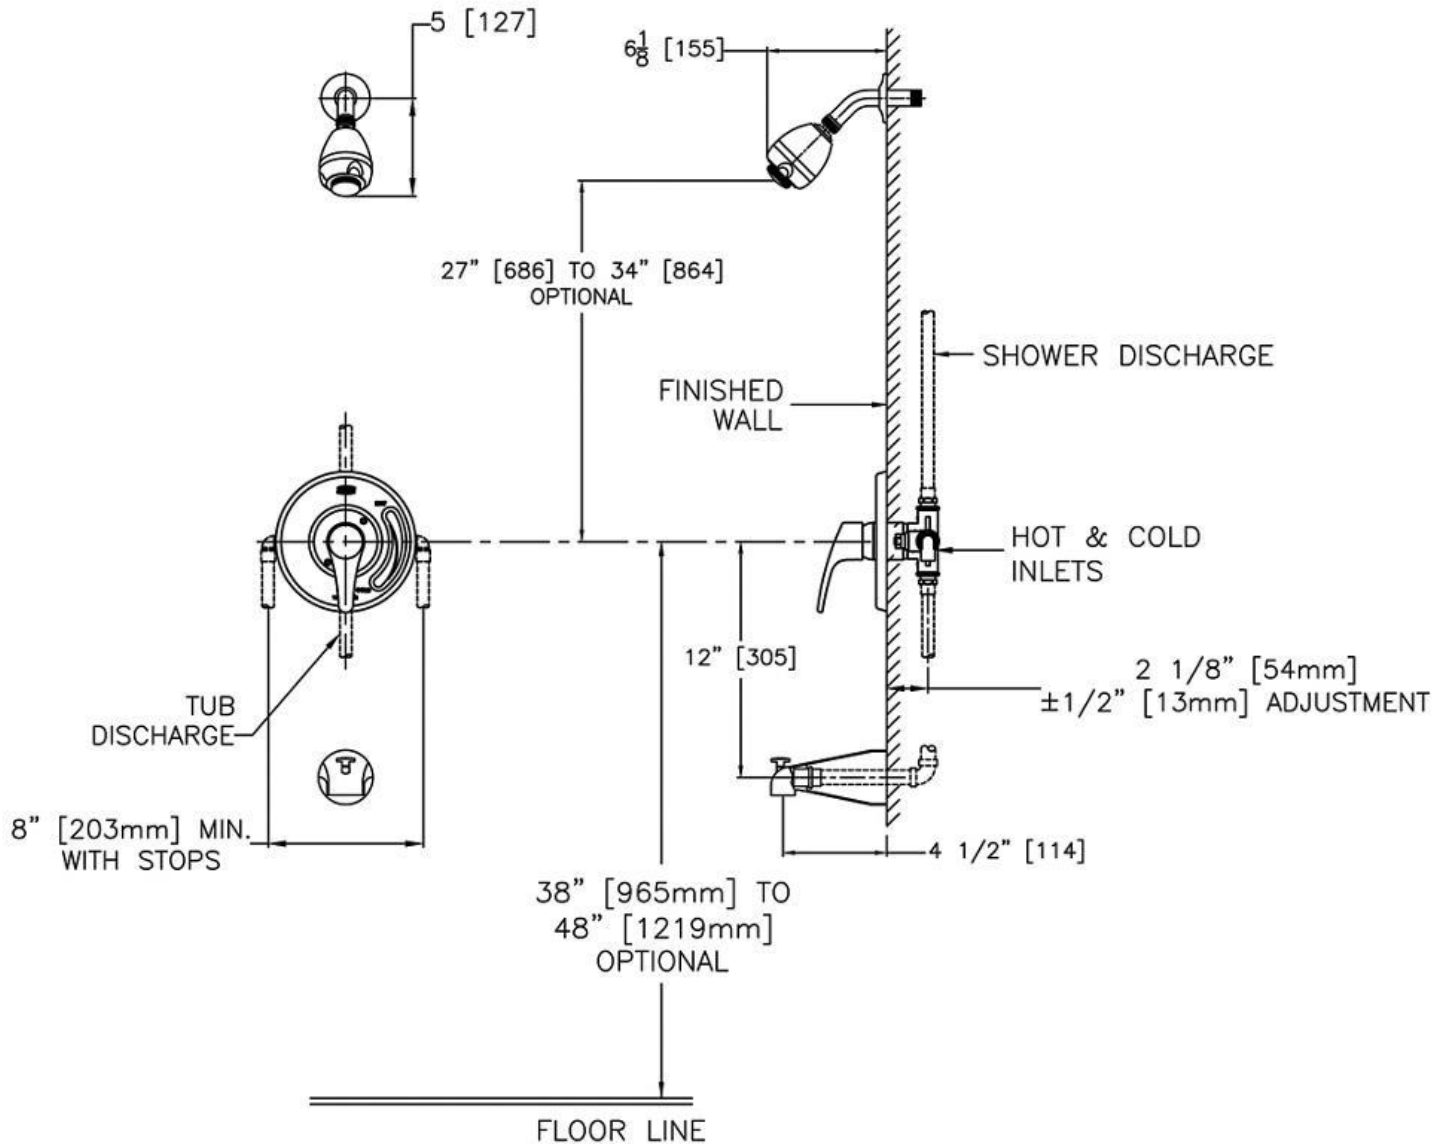 5 [127]
6 1/8 [155]
27” [686] TO 34” [864]
OPTIONAL
SHOWER DISCHARGE
FINISHED
WALL
HOT & COLD
INLETS
12” [305]
2 1/8” [54mm]
±1/2” [13mm] ADJUSTMENT
TUB
DISCHARGE
8” [203mm] MIN.
WITH STOPS
4 1/2” [114]
38” [965mm] TO
48” [1219mm]
OPTIONAL
FLOOR LINE